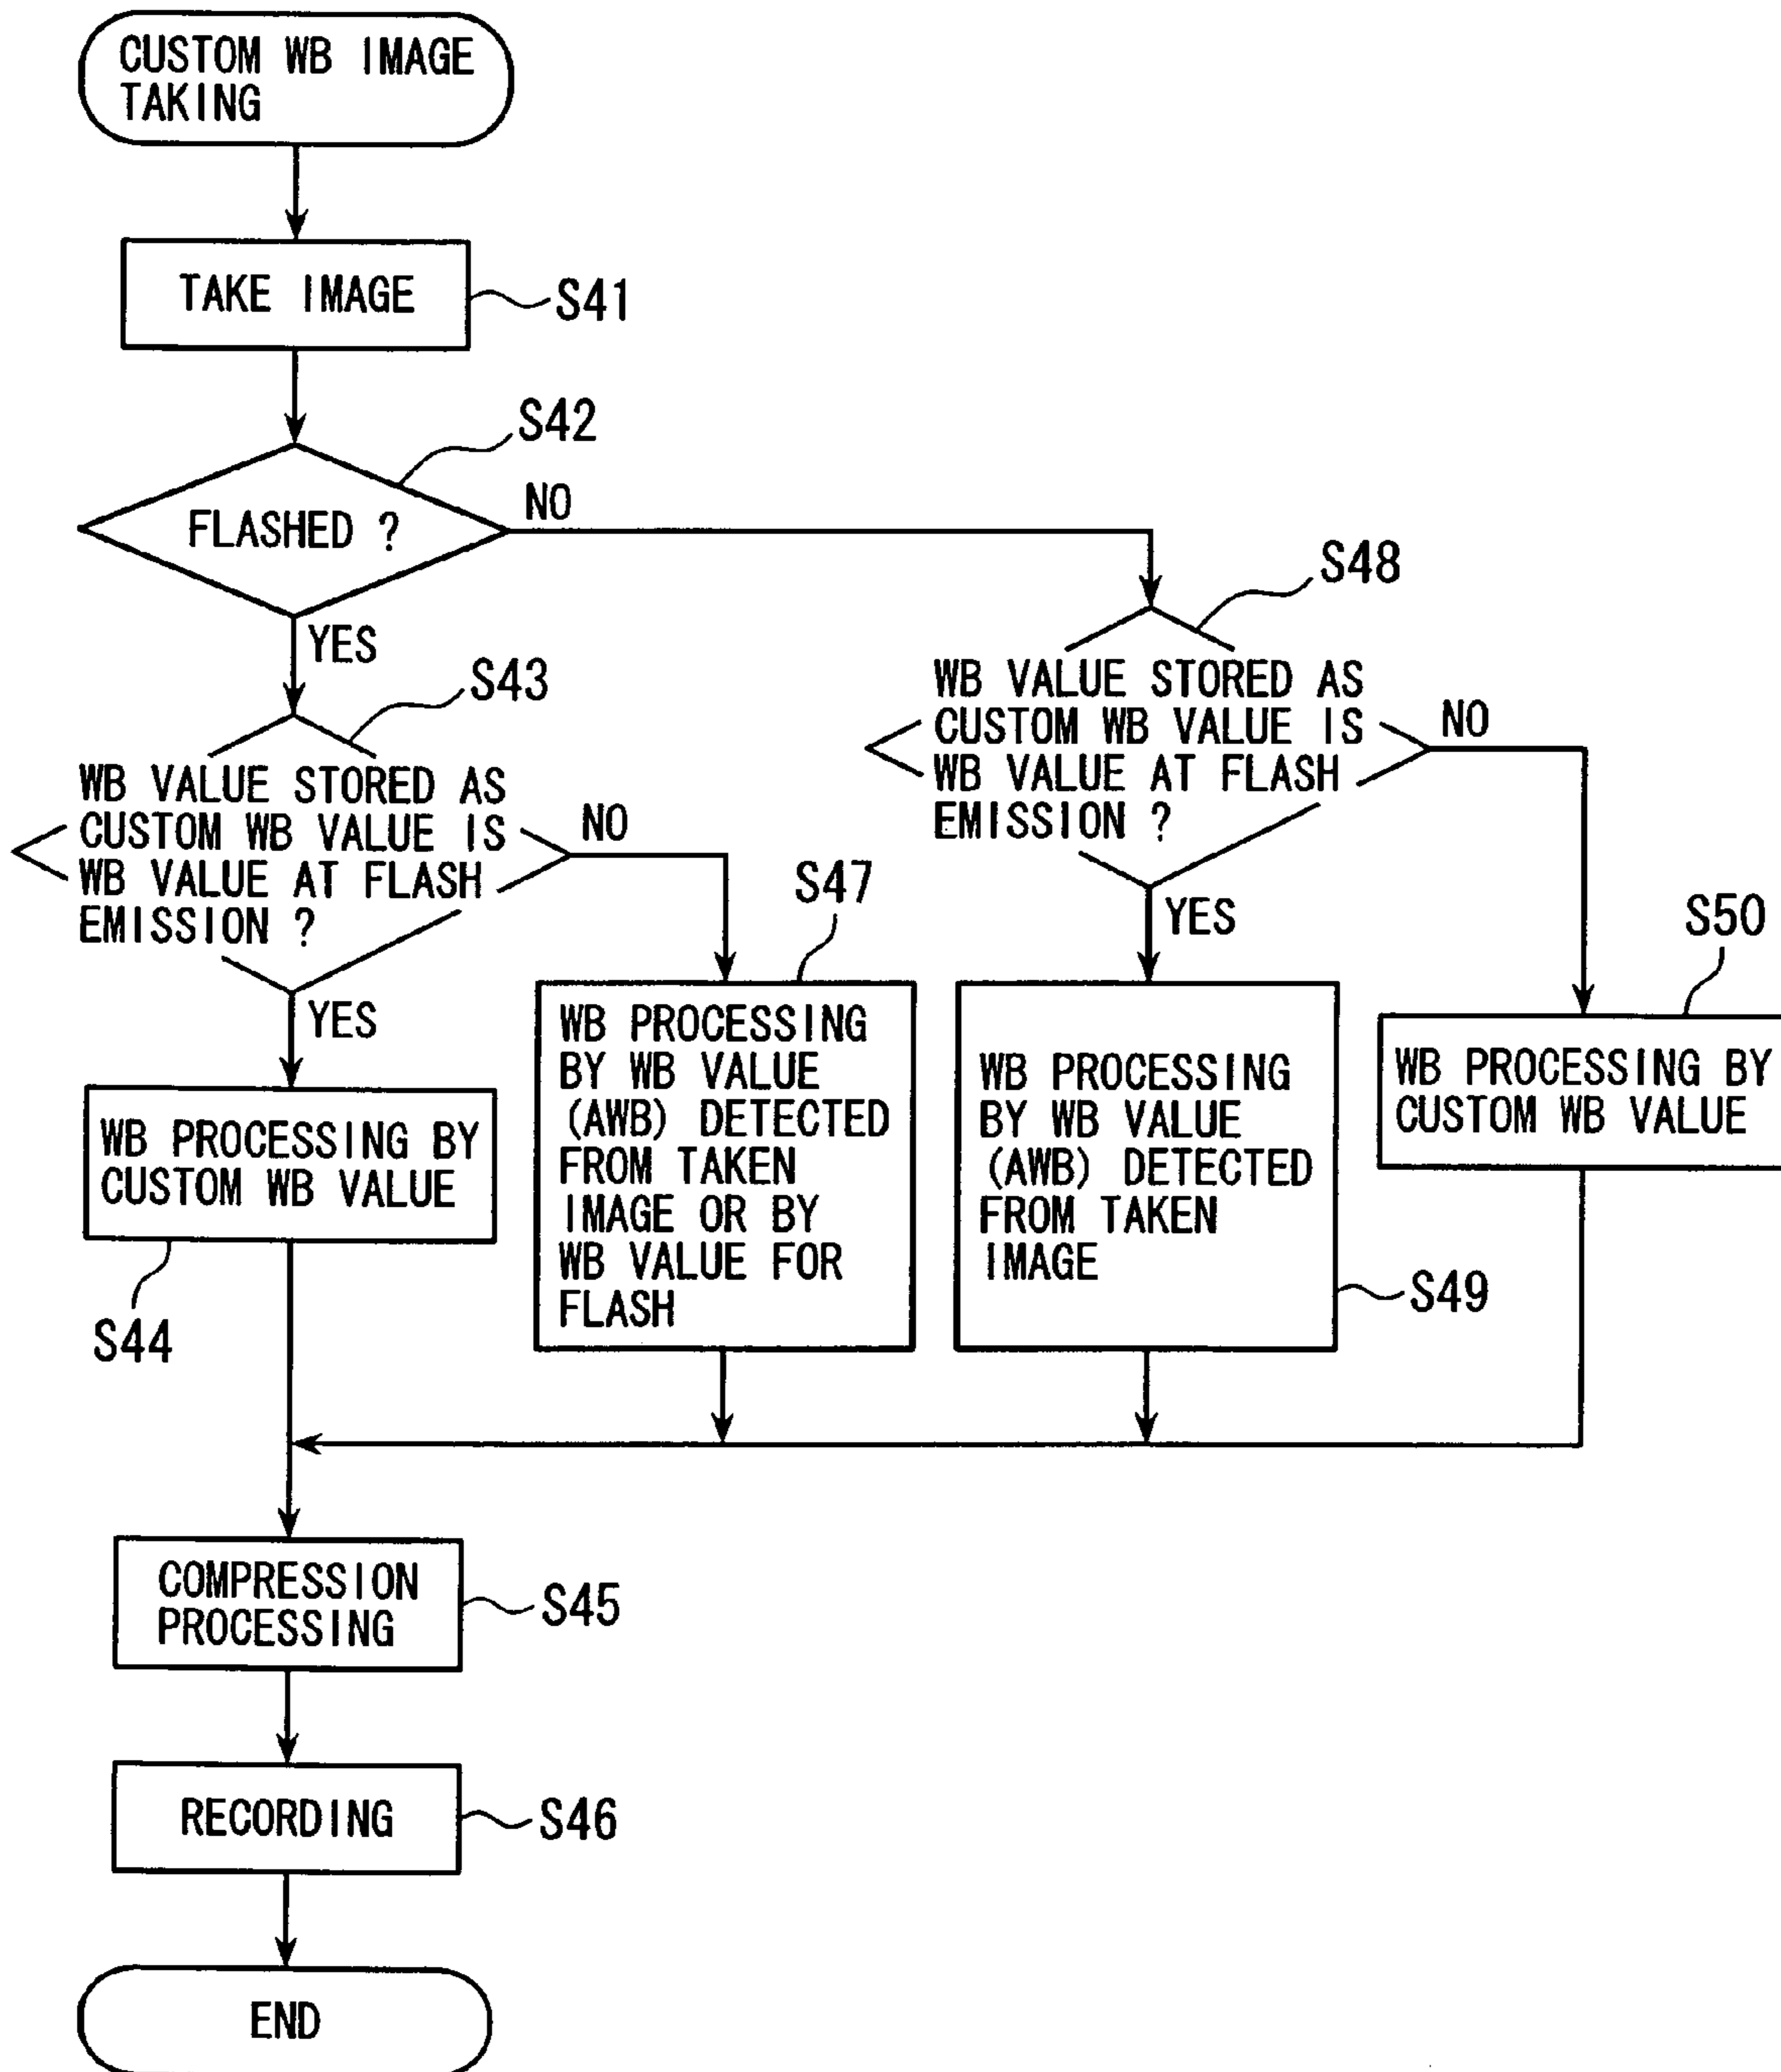 CUSTOM WB IMAGE
TAKING
TAKE IMAGE
S41
S42
FLASHED ?
NO
YES
S48
WB VALUE STORED AS
CUSTOM WB VALUE IS
WB VALUE AT FLASH
EMISSION ?
NO
YES
S43
WB VALUE STORED AS
CUSTOM WB VALUE IS
WB VALUE AT FLASH
EMISSION ?
NO
YES
S47
WB PROCESSING
BY WB VALUE
(AWB) DETECTED
FROM TAKEN
IMAGE OR BY
WB VALUE FOR
FLASH
WB PROCESSING
BY WB VALUE
(AWB) DETECTED
FROM TAKEN
IMAGE
S49
S50
WB PROCESSING BY
CUSTOM WB VALUE
WB PROCESSING BY
CUSTOM WB VALUE
S44
COMPRESSION
PROCESSING
S45
RECORDING
S46
END